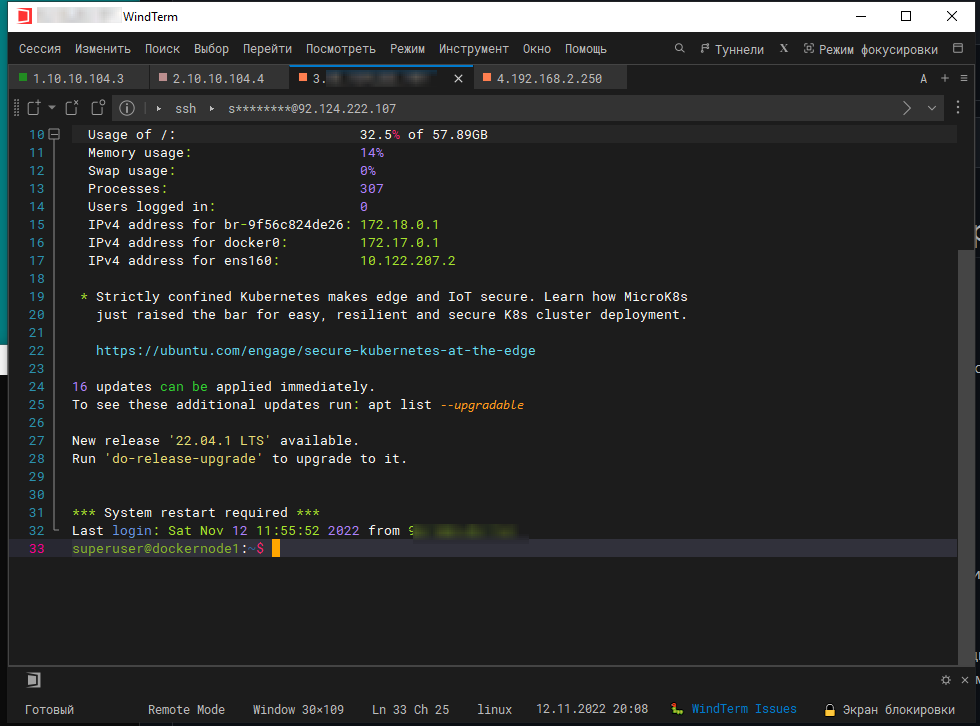 WindTerm
Сессия Изменить Поиск Выбор Перейти Посмотреть Режим Инструмент Окно Помощь Туннели X Режим фокусировки
1.10.10.104.3 2.10.10.104.4 3. 4.192.168.2.250 A
ssh s********@92.124.222.107
10 Usage of /: 32.5% of 57.89GB
11 Memory usage: 14%
12 Swap usage: 0%
13 Processes: 307
14 Users logged in: 0
15 IPv4 address for br-9f56c824de26: 172.18.0.1
16 IPv4 address for docker0: 172.17.0.1
17 IPv4 address for ens160: 10.122.207.2
18
19 * Strictly confined Kubernetes makes edge and IoT secure. Learn how MicroK8s
20 just raised the bar for easy, resilient and secure K8s cluster deployment.
21
22 https://ubuntu.com/engage/secure-kubernetes-at-the-edge
23
24 16 updates can be applied immediately.
25 To see these additional updates run: apt list --upgradable
26
27 New release '22.04.1 LTS' available.
28 Run 'do-release-upgrade' to upgrade to it.
29
30
31 *** System restart required ***
32 Last login: Sat Nov 12 11:55:52 2022 from
33 superuser@dockernode1:~$
Готовый Remote Mode Window 30×109 Ln 33 Ch 25 linux 12.11.2022 20:08 WindTerm Issues Экран блокировки